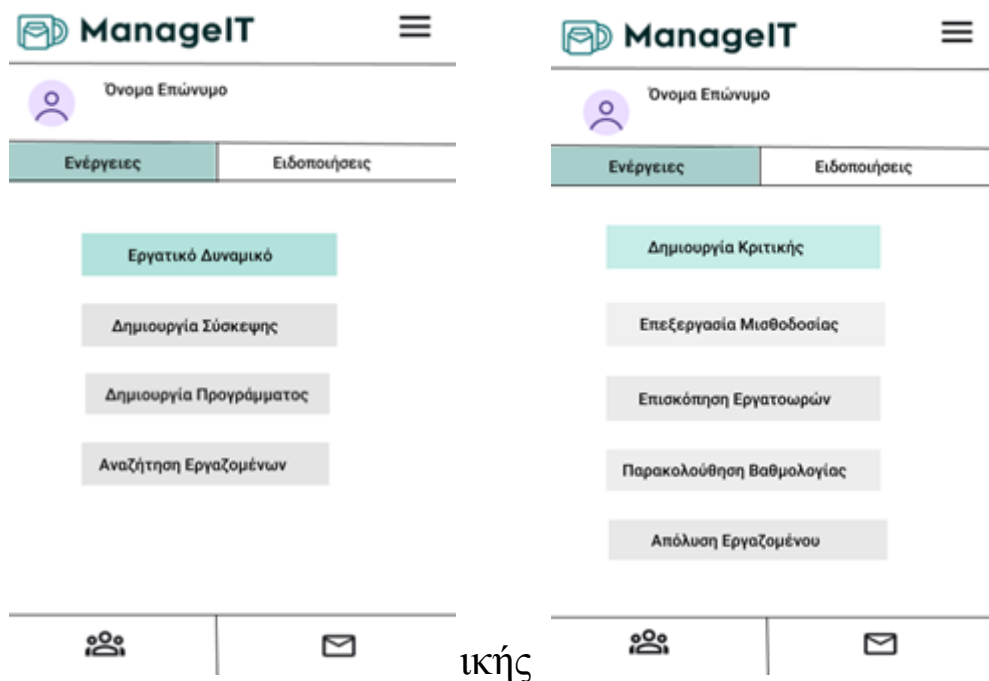 ManageIT
Όνομα Επώνυμο
Ενέργειες Ειδοποιήσεις
Εργατικό Δυναμικό
Δημιουργία Σύσκεψης
Δημιουργία Προγράμματος
Αναζήτηση Εργαζομένων
ικής
ManageIT
Όνομα Επώνυμο
Ενέργειες Ειδοποιήσεις
Δημιουργία Κριτικής
Επεξεργασία Μισθοδοσίας
Επισκόπηση Εργατοωρών
Παρακολούθηση Βαθμολογίας
Απόλυση Εργαζομένου